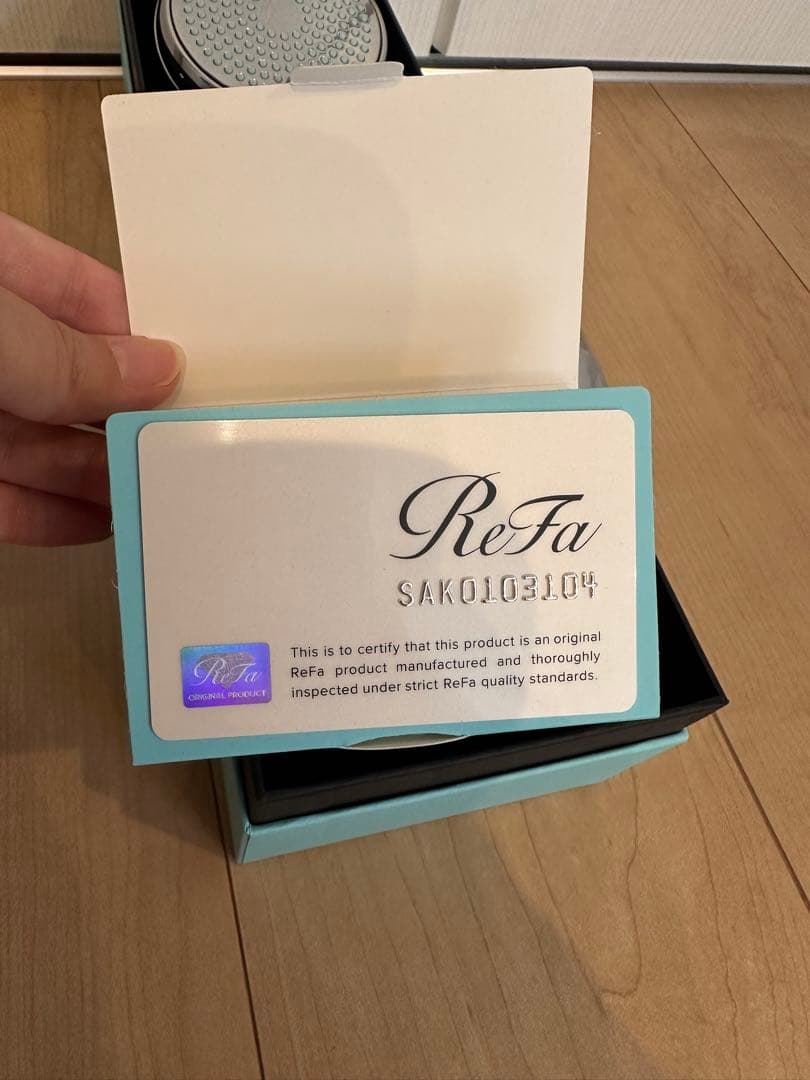 ReFa
SAK0103104
This is to certify that this product is an original
ReFa product manufactured and thoroughly
inspected under strict ReFa quality standards.
ReFa
ORIGINAL PRODUCT